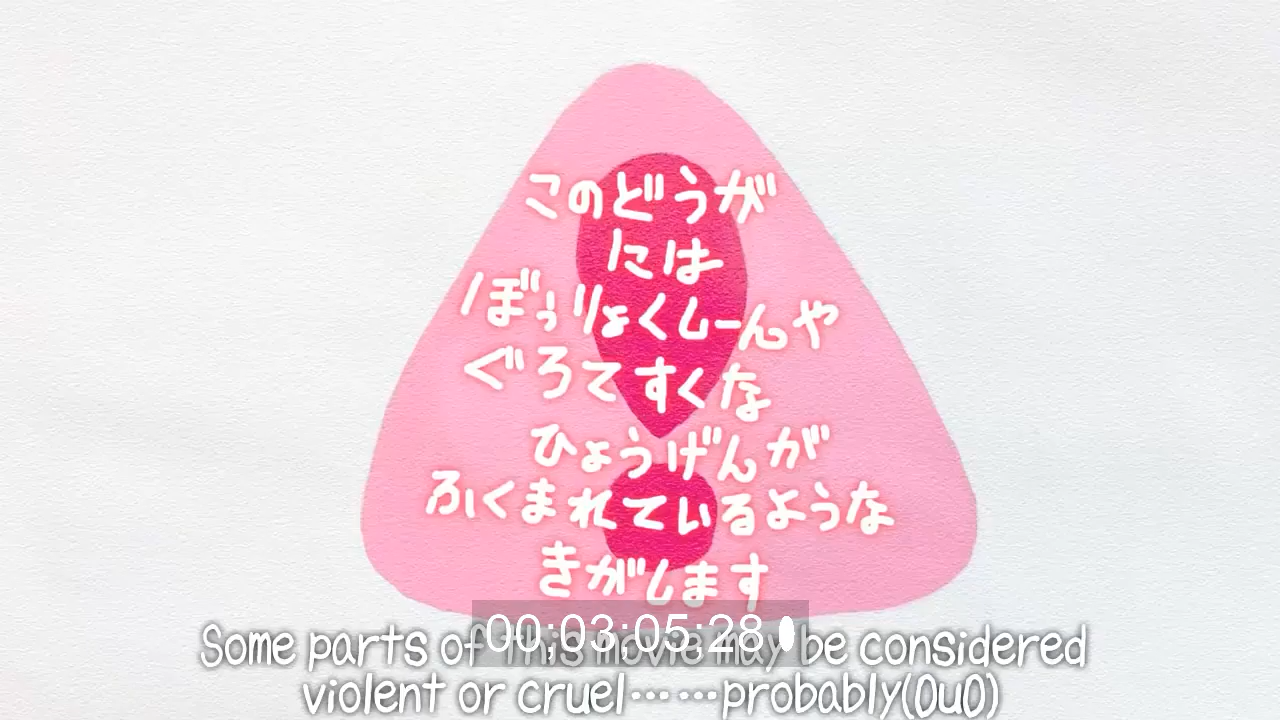 このどうが
には
ぼうりょくしーんや
ぐろてすくな
ひょうげんが
ふくまれているような
きがします
00;03;05;28
Some parts of this movie may be considered
violent or cruel……probably(OuO)